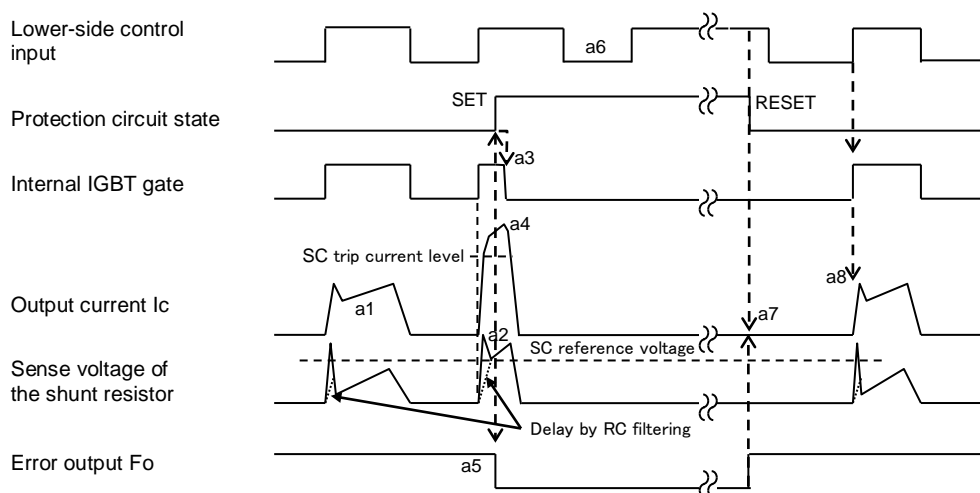 Lower-side control
input
a6
SET
RESET
Protection circuit state
a3
Internal IGBT gate
a4
SC trip current level
a8
Output current Ic
a1
a7
a2
SC reference voltage
Sense voltage of
the shunt resistor
Delay by RC filtering
Error output Fo
a5